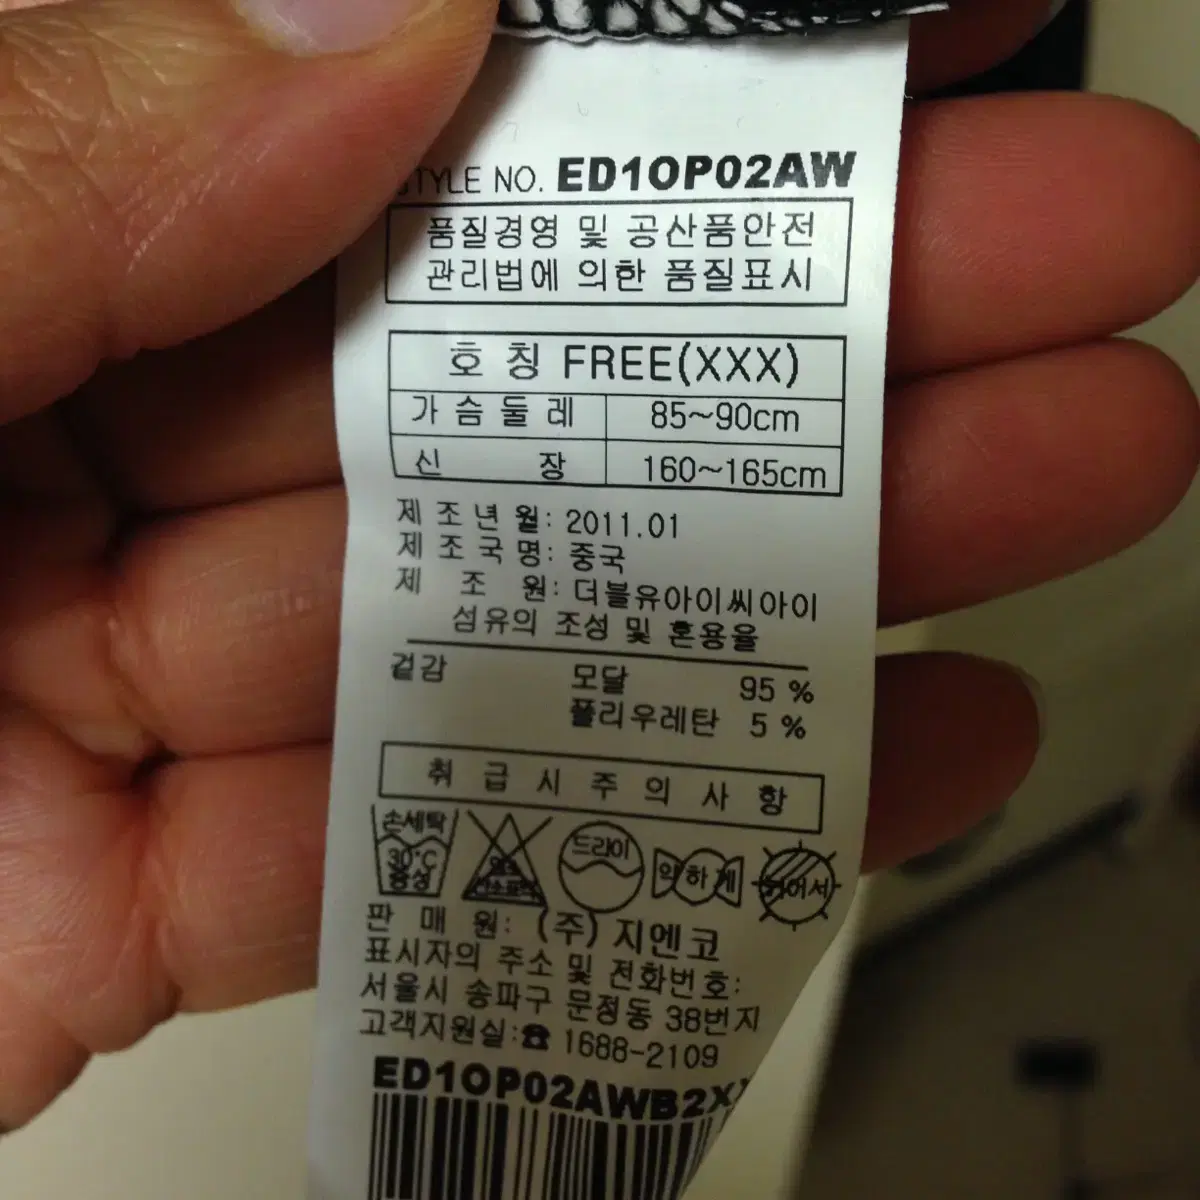 STYLE NO. ED1OP02AW
품질경영 및 공산품안전
관리법에 의한 품질표시
호 칭 FREE(XXX)
가 슴 둘 레 85~90cm
신 장 160~165cm
제 조 년 월: 2011.01
제 조 국 명: 중국
제 조 원: 더블유아이씨아이
섬유의 조성 및 혼용율
겉감 모달 95 %
폴리우레탄 5 %
취 급 시 주 의 사 항
손세탁 드라이
30℃ 약 하 게
중성
판 매 원: (주) 지엔코
표시자의 주소 및 전화번호:
서울시 송파구 문정동 38번지
고객지원실:☎ 1688-2109
ED1OP02AWB2X